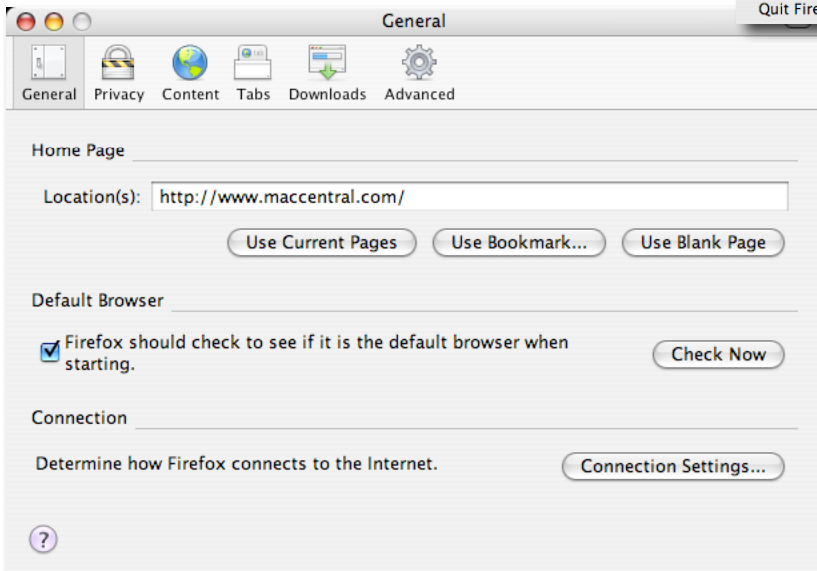 Quit Fire
General
General Privacy Content Tabs Downloads Advanced
Home Page
Location(s): http://www.maccentral.com/
Use Current Pages Use Bookmark... Use Blank Page
Default Browser
Firefox should check to see if it is the default browser when
starting.
Check Now
Connection
Determine how Firefox connects to the Internet. Connection Settings...
?